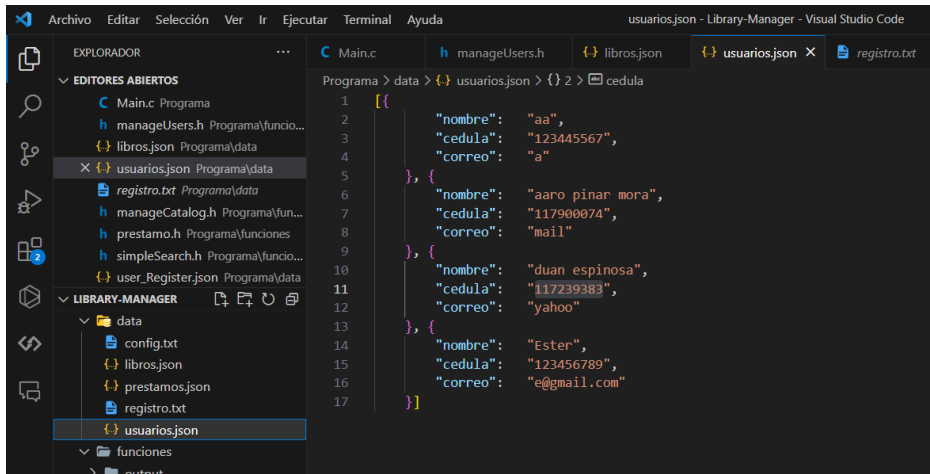 Archivo Editar Selección Ver Ir Ejecutar Terminal Ayuda usuarios.json - Library-Manager - Visual Studio Code
EXPLORADOR ...
EDITORES ABIERTOS
C Main.c Programa
h manageUsers.h Programa\funcio...
{..} libros.json Programa\data
{..} usuarios.json Programa\data
registro.txt Programa\data
h manageCatalog.h Programa\fun...
h prestamo.h Programa\funciones
h simpleSearch.h Programa\funcio...
{..} user_Register.json Programa\data
LIBRARY-MANAGER
data
config.txt
{..} libros.json
{..} prestamos.json
registro.txt
{..} usuarios.json
funciones
output
2
C Main.c h manageUsers.h {..} libros.json {..} usuarios.json registro.txt
Programa > data > {..} usuarios.json > {} 2 > abc cedula
1 [{
2 "nombre": "aa",
3 "cedula": "123445567",
4 "correo": "a"
5 }, {
6 "nombre": "aaro pinar mora",
7 "cedula": "117900074",
8 "correo": "mail"
9 }, {
10 "nombre": "duan espinosa",
11 "cedula": "117239383",
12 "correo": "yahoo"
13 }, {
14 "nombre": "Ester",
15 "cedula": "123456789",
16 "correo": "e@gmail.com"
17 }]